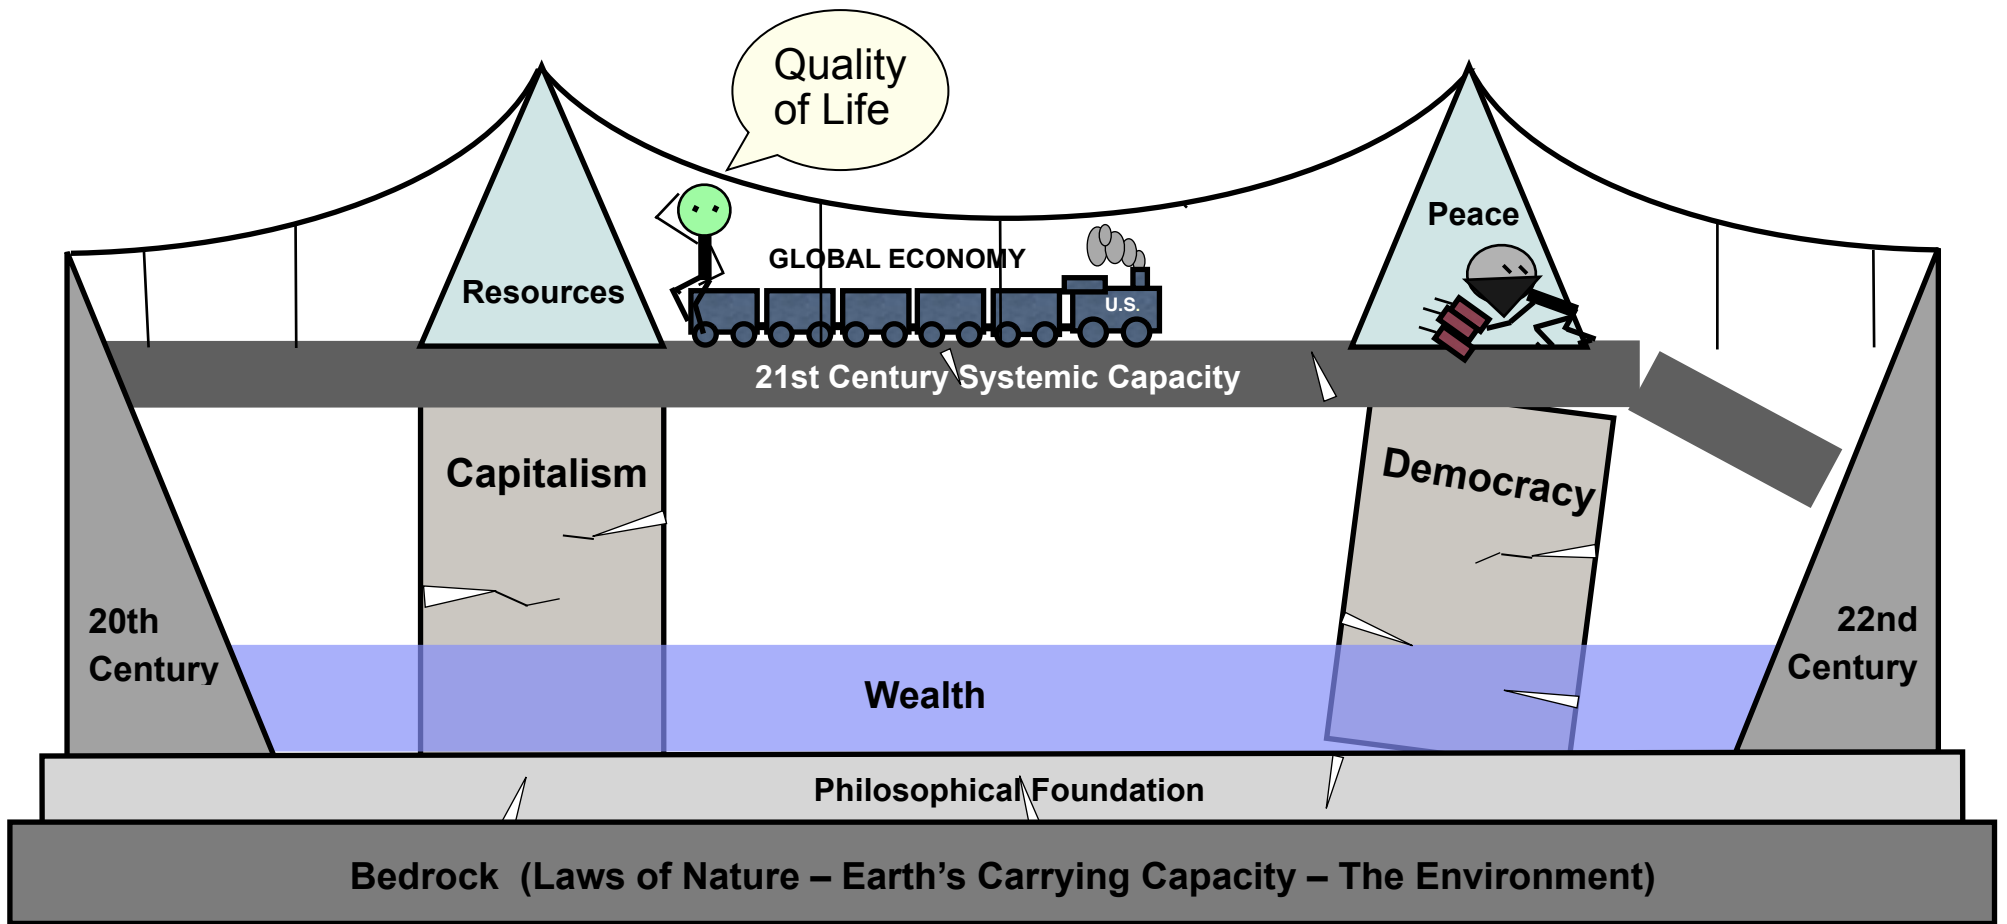 Quality
of Life
Peace
GLOBAL ECONOMY
Resources
U.S.
21st Century Systemic Capacity
Capitalism
Democracy
20th
Century
22nd
Century
Wealth
Philosophical Foundation
Bedrock  (Laws of Nature – Earth’s Carrying Capacity – The Environment)